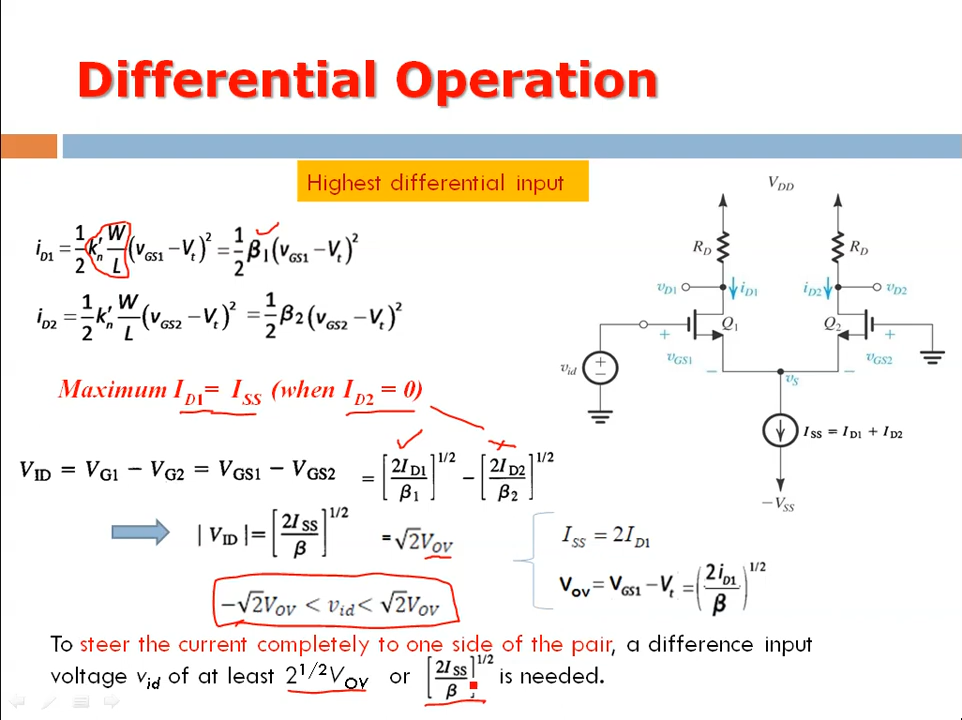 Differential Operation
Highest differential input
i_D1 = 1/2 k'_n W/L (v_GS1 − V_t)^2 = 1/2 β_1 (v_GS1 − V_t)^2
i_D2 = 1/2 k'_n W/L (v_GS2 − V_t)^2 = 1/2 β_2 (v_GS2 − V_t)^2
Maximum I_D1 = I_SS (when I_D2 = 0)
V_ID = V_G1 − V_G2 = V_GS1 − V_GS2 = [2I_D1/β_1]^1/2 − [2I_D2/β_2]^1/2
|V_ID| = [2I_SS/β]^1/2 = √2V_OV
I_SS = 2I_D1
V_OV = V_GS1 − V_t = (2i_D1/β)^1/2
−√2V_OV < v_id < √2V_OV
To steer the current completely to one side of the pair, a difference input
voltage v_id of at least 2^1/2 V_OV or [2I_SS/β]^1/2 is needed.
V_DD
R_D R_D
v_D1 i_D1 i_D2 v_D2
Q_1 Q_2
+ +
v_id + − v_GS1 v_GS2
− −
v_S
I_SS = I_D1 + I_D2
−V_SS